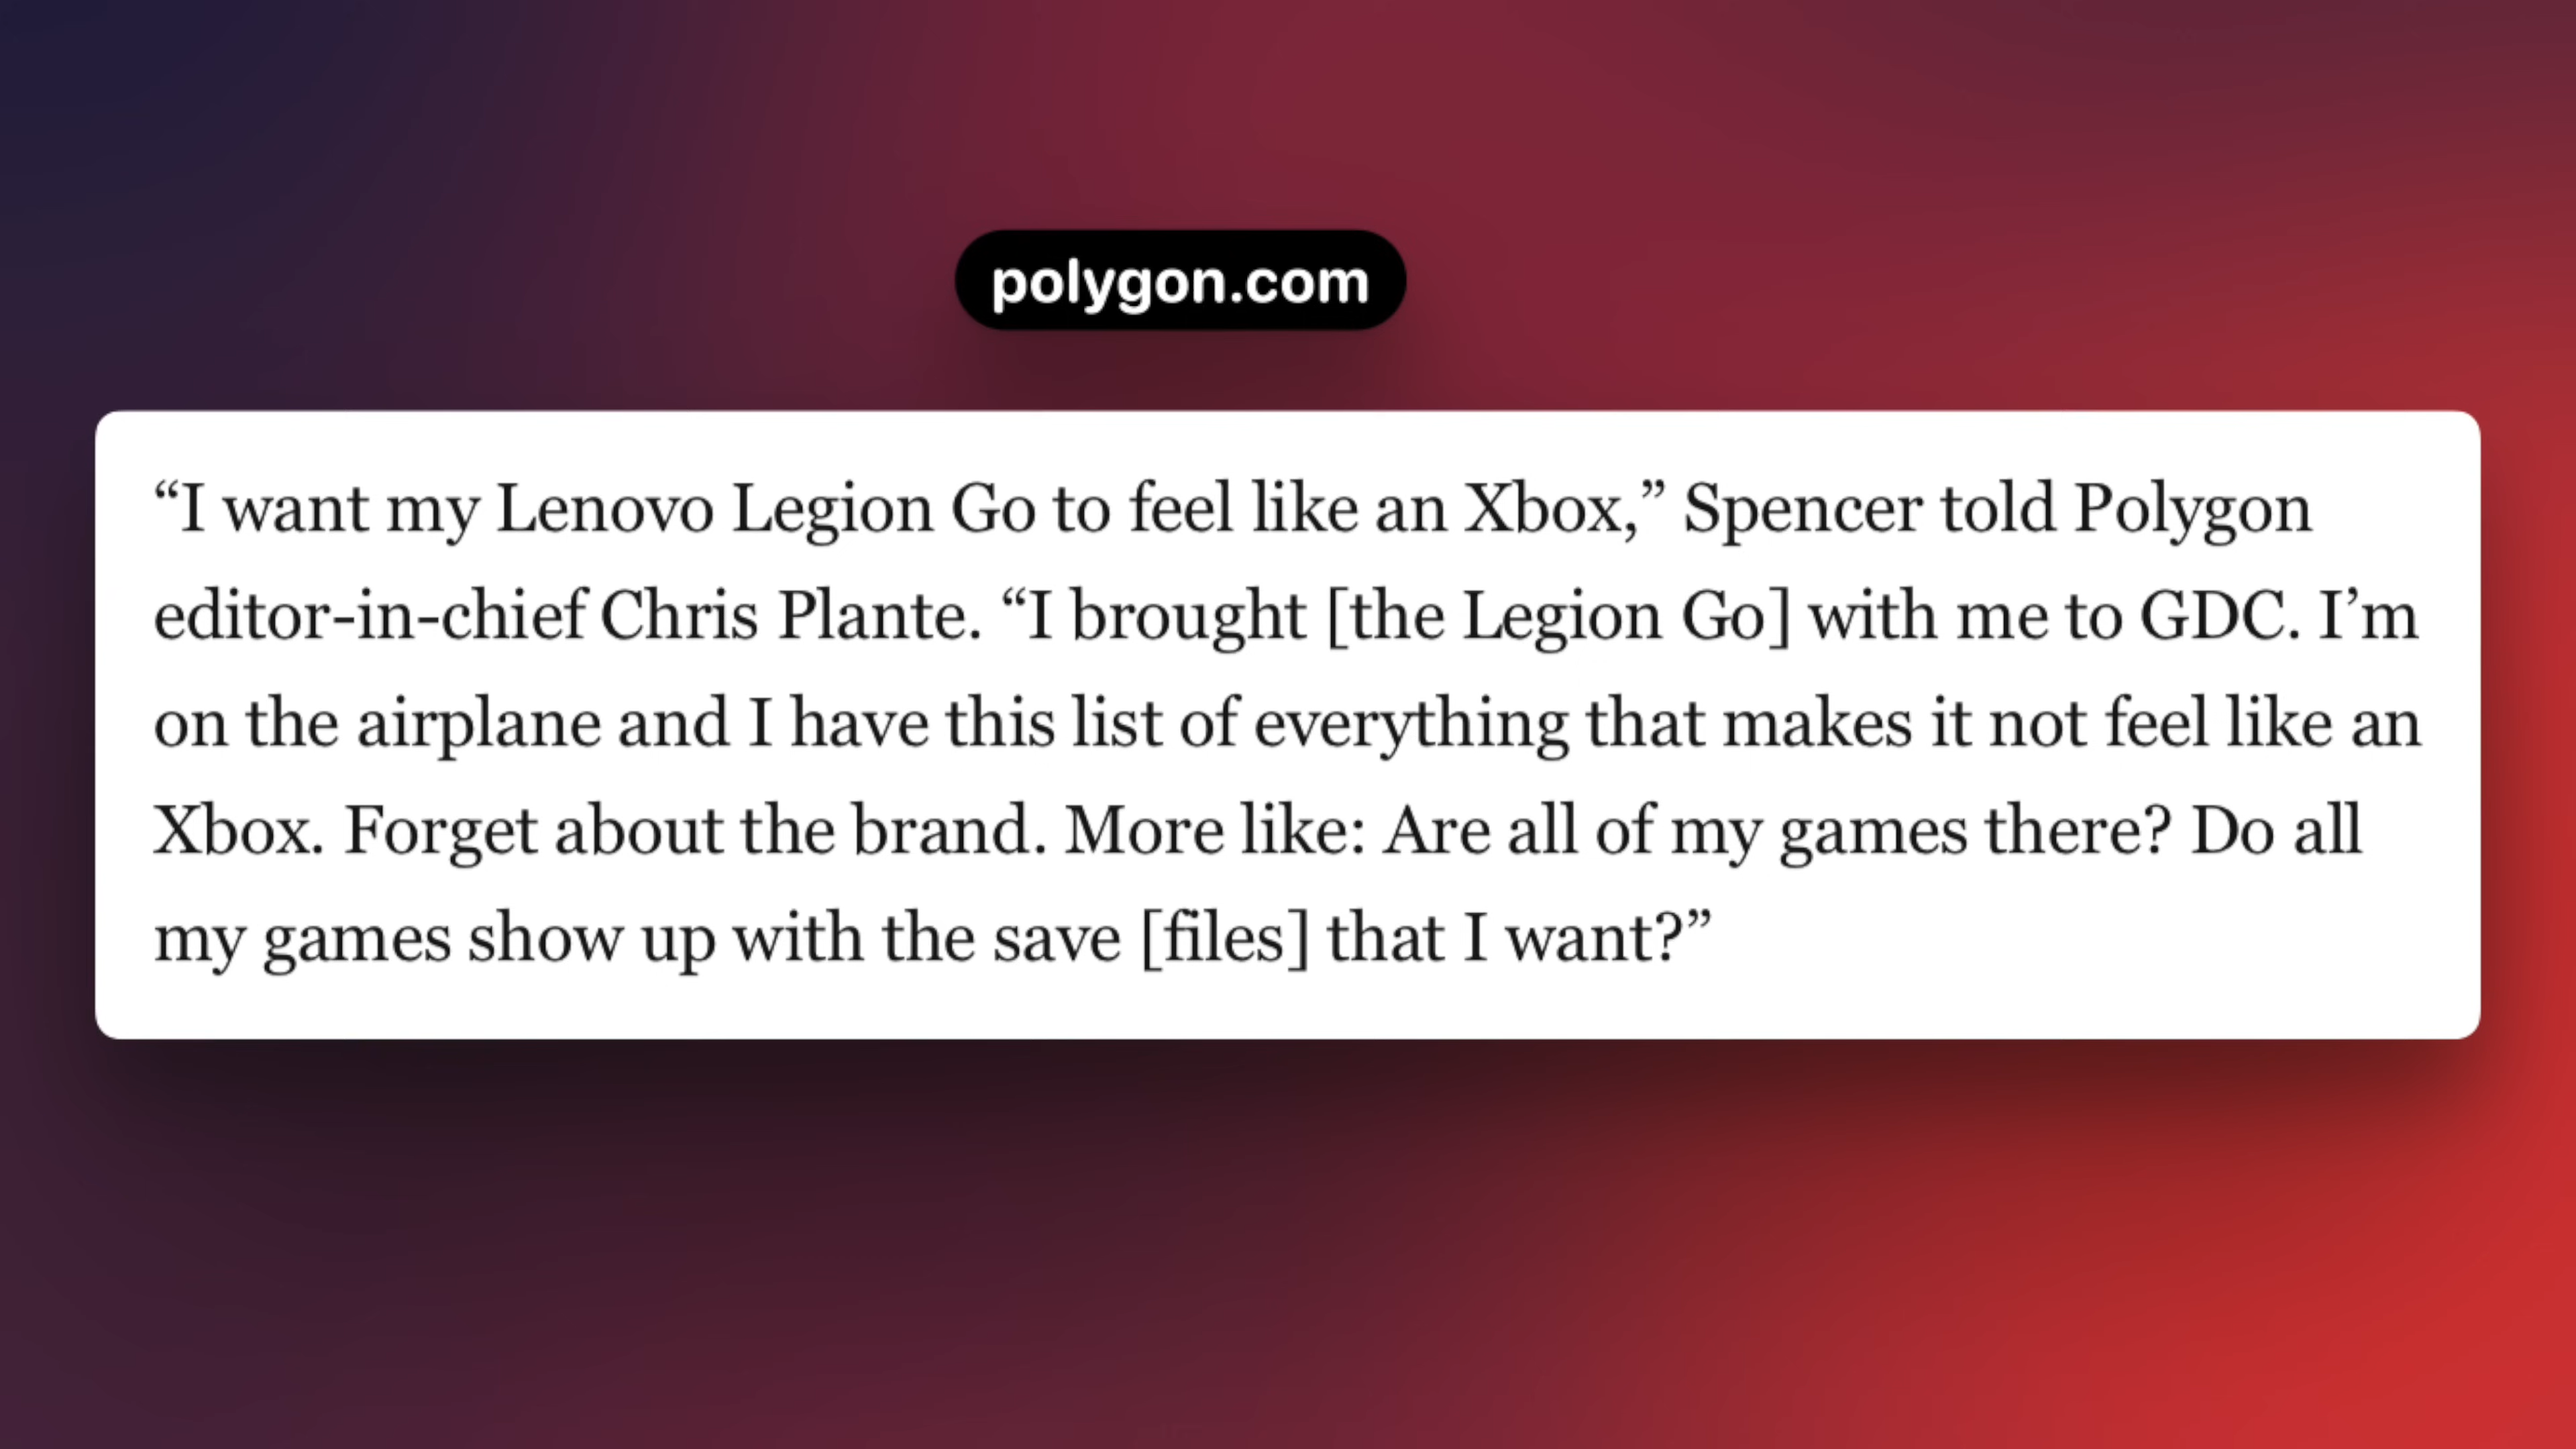 polygon.com
“I want my Lenovo Legion Go to feel like an Xbox,” Spencer told Polygon
editor-in-chief Chris Plante. “I brought [the Legion Go] with me to GDC. I’m
on the airplane and I have this list of everything that makes it not feel like an
Xbox. Forget about the brand. More like: Are all of my games there? Do all
my games show up with the save [files] that I want?”